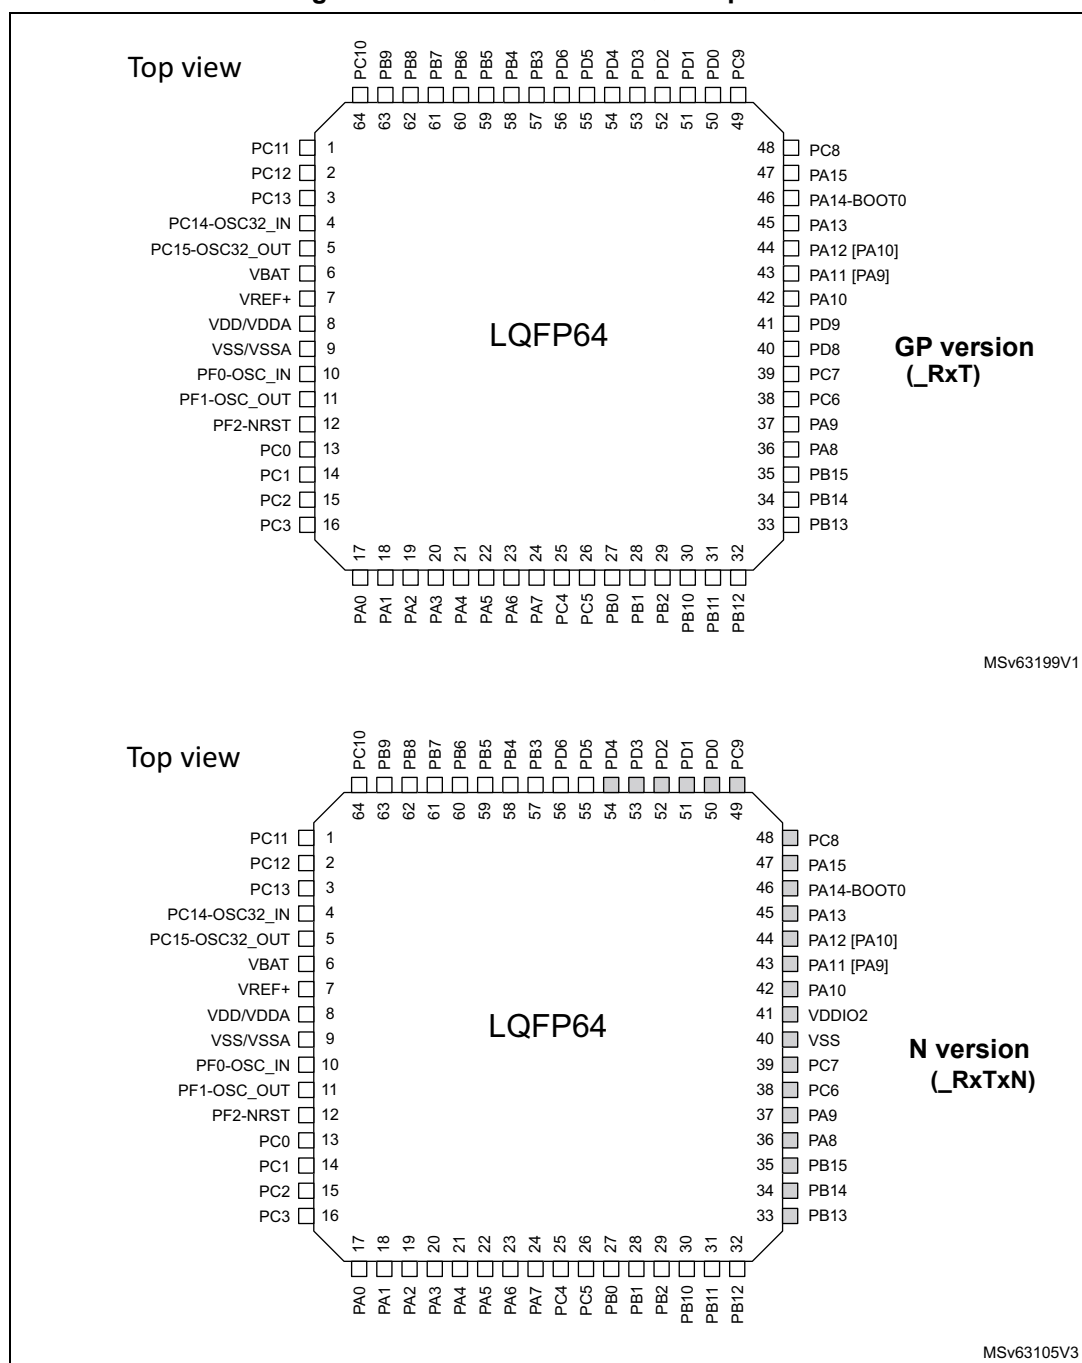 Top view
PC10 PB9 PB8 PB7 PB6 PB5 PB4 PB3 PD6 PD5 PD4 PD3 PD2 PD1 PD0 PC9
64 63 62 61 60 59 58 57 56 55 54 53 52 51 50 49
PC11 1 48 PC8
PC12 2 47 PA15
PC13 3 46 PA14-BOOT0
PC14-OSC32_IN 4 45 PA13
PC15-OSC32_OUT 5 44 PA12 [PA10]
VBAT 6 43 PA11 [PA9]
VREF+ 7 42 PA10
VDD/VDDA 8 41 PD9
VSS/VSSA 9 40 PD8
PF0-OSC_IN 10 39 PC7
PF1-OSC_OUT 11 38 PC6
PF2-NRST 12 37 PA9
PC0 13 36 PA8
PC1 14 35 PB15
PC2 15 34 PB14
PC3 16 33 PB13
LQFP64
GP version
(_RxT)
17 18 19 20 21 22 23 24 25 26 27 28 29 30 31 32
PA0 PA1 PA2 PA3 PA4 PA5 PA6 PA7 PC4 PC5 PB0 PB1 PB2 PB10 PB11 PB12
MSv63199V1
Top view
PC10 PB9 PB8 PB7 PB6 PB5 PB4 PB3 PD6 PD5 PD4 PD3 PD2 PD1 PD0 PC9
64 63 62 61 60 59 58 57 56 55 54 53 52 51 50 49
PC11 1 48 PC8
PC12 2 47 PA15
PC13 3 46 PA14-BOOT0
PC14-OSC32_IN 4 45 PA13
PC15-OSC32_OUT 5 44 PA12 [PA10]
VBAT 6 43 PA11 [PA9]
VREF+ 7 42 PA10
VDD/VDDA 8 41 VDDIO2
VSS/VSSA 9 40 VSS
PF0-OSC_IN 10 39 PC7
PF1-OSC_OUT 11 38 PC6
PF2-NRST 12 37 PA9
PC0 13 36 PA8
PC1 14 35 PB15
PC2 15 34 PB14
PC3 16 33 PB13
LQFP64
N version
(_RxTxN)
17 18 19 20 21 22 23 24 25 26 27 28 29 30 31 32
PA0 PA1 PA2 PA3 PA4 PA5 PA6 PA7 PC4 PC5 PB0 PB1 PB2 PB10 PB11 PB12
MSv63105V3